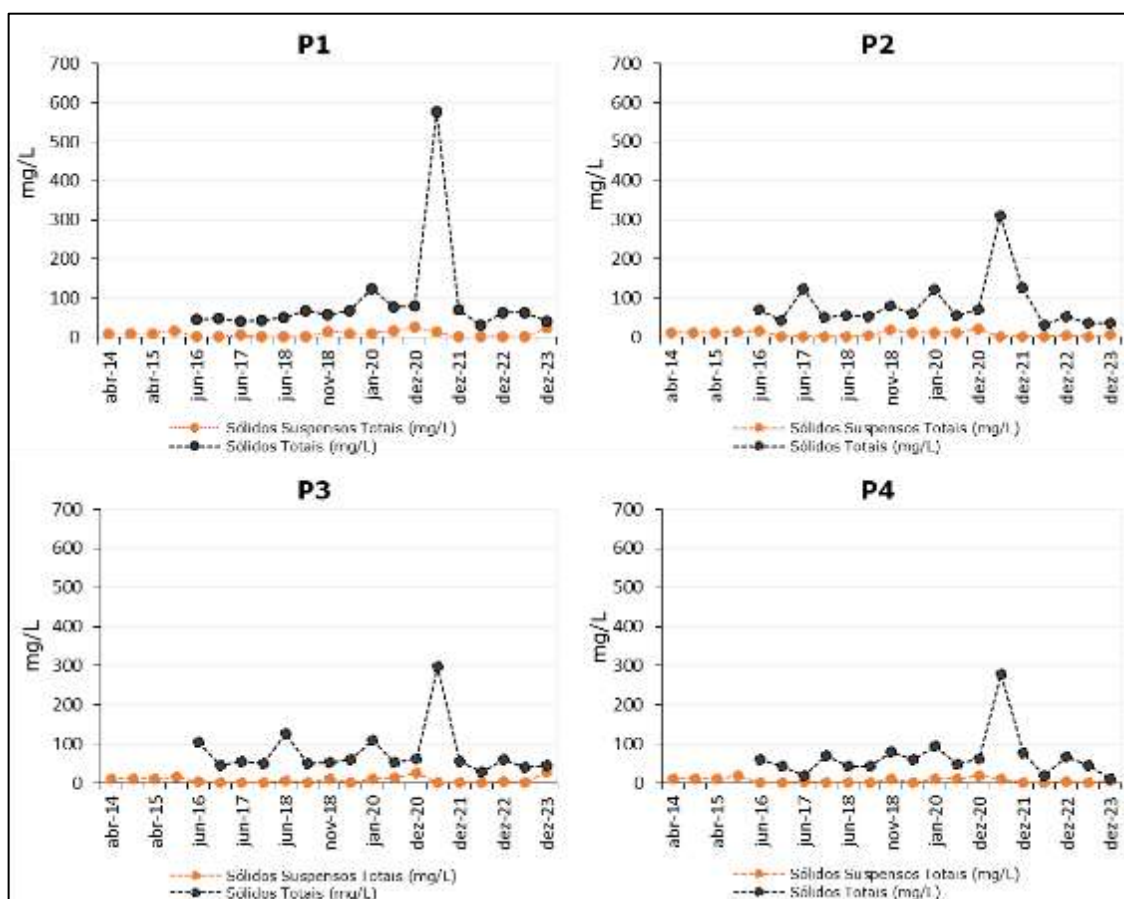 P1
700
600
500
400
300
200
100
0
mg/L
abr-14
abr-15
jun-16
jun-17
jun-18
nov-18
jan-20
dez-20
dez-21
dez-22
dez-23
Sólidos Suspensos Totais (mg/L)
Sólidos Totais (mg/L)
P2
700
600
500
400
300
200
100
0
mg/L
abr-14
abr-15
jun-16
jun-17
jun-18
nov-18
jan-20
dez-20
dez-21
dez-22
dez-23
Sólidos Suspensos Totais (mg/L)
Sólidos Totais (mg/L)
P3
700
600
500
400
300
200
100
0
mg/L
abr-14
abr-15
jun-16
jun-17
jun-18
nov-18
jan-20
dez-20
dez-21
dez-22
dez-23
Sólidos Suspensos Totais (mg/L)
Sólidos Totais (mg/L)
P4
700
600
500
400
300
200
100
0
mg/L
abr-14
abr-15
jun-16
jun-17
jun-18
nov-18
jan-20
dez-20
dez-21
dez-22
dez-23
Sólidos Suspensos Totais (mg/L)
Sólidos Totais (mg/L)